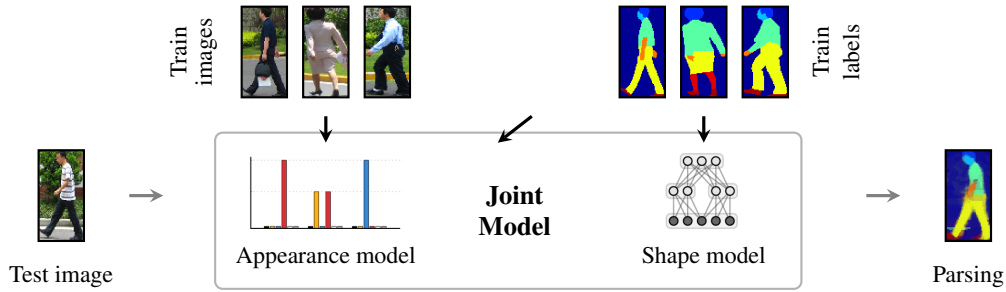 Train
images
Train
labels
Joint
Model
Appearance model
Shape model
Test image
Parsing